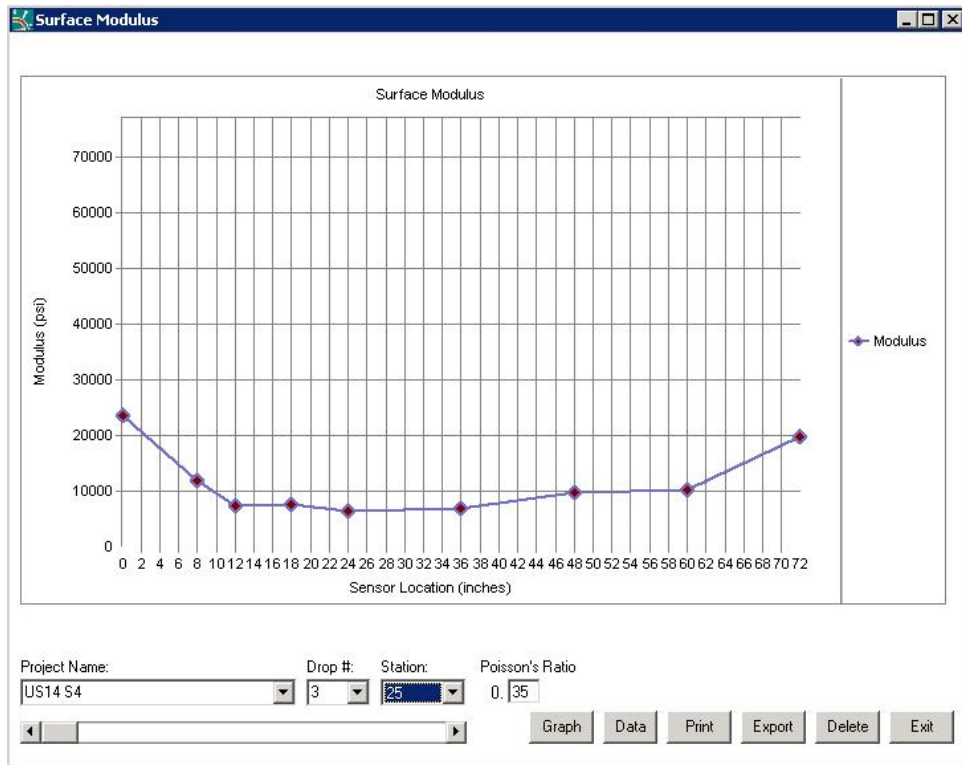 Surface Modulus
Surface Modulus
70000
60000
50000
40000
30000
20000
10000
0
Modulus (psi)
0 2 4 6 8 10 12 14 16 18 20 22 24 26 28 30 32 34 36 38 40 42 44 46 48 50 52 54 56 58 60 62 64 66 68 70 72
Sensor Location (inches)
Modulus
Project Name: Drop #: Station: Poisson's Ratio
US14 S4 3 25 0. 35
Graph Data Print Export Delete Exit